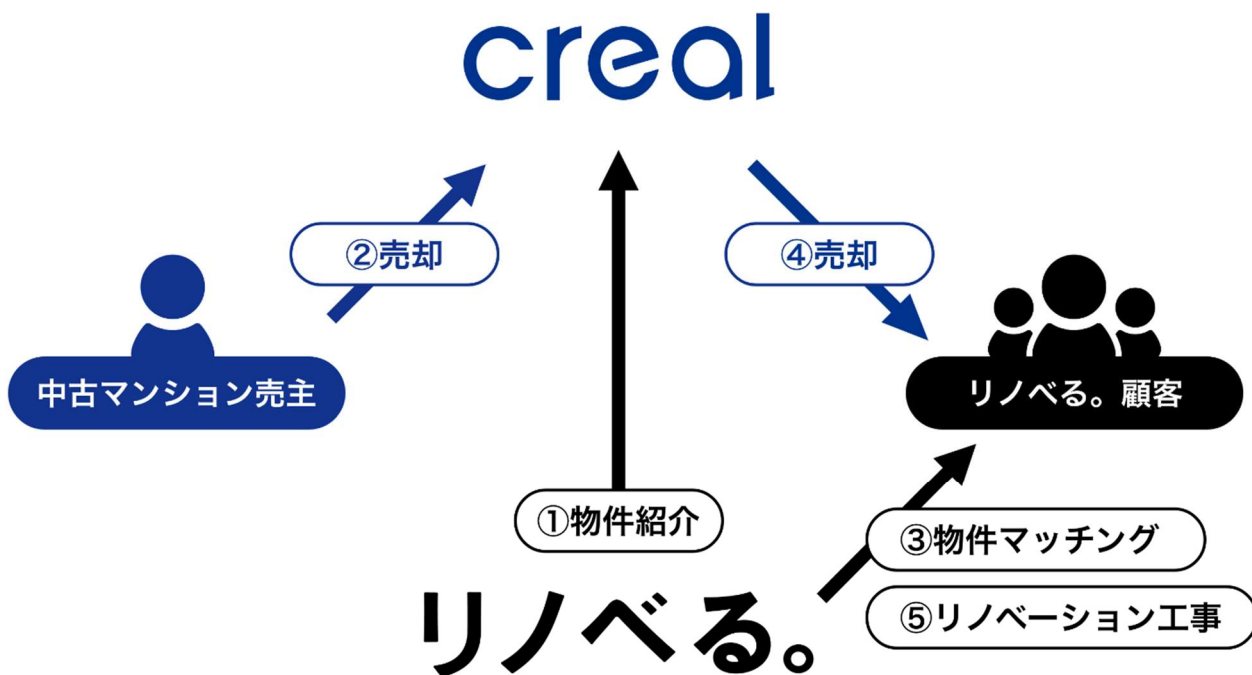 creal
②売却
④売却
中古マンション売主
リノベる。顧客
①物件紹介
③物件マッチング
リノベる。
⑤リノベーション工事